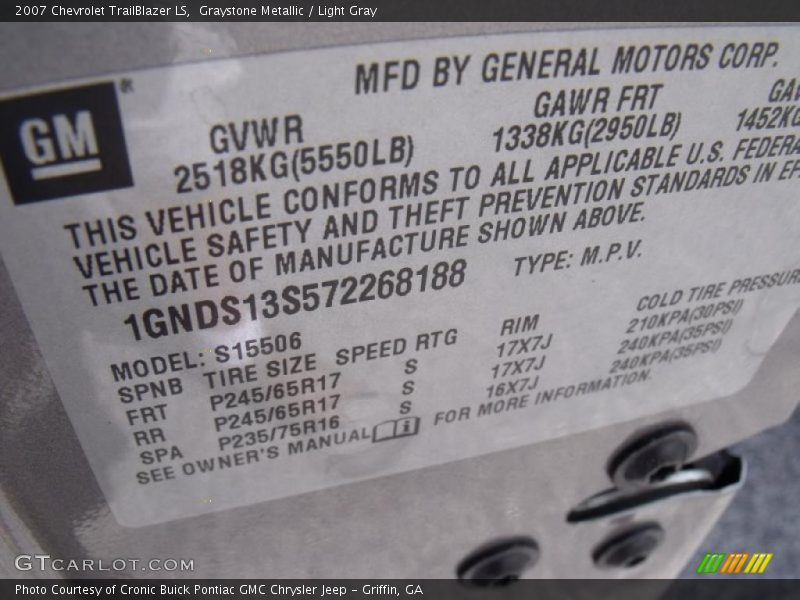 2007 Chevrolet TrailBlazer LS, Graystone Metallic / Light Gray
MFD BY GENERAL MOTORS CORP.
GM®
GVWR GAWR FRT
2518KG(5550LB) 1338KG(2950LB) 1452KG
THIS VEHICLE CONFORMS TO ALL APPLICABLE U.S.
VEHICLE SAFETY AND THEFT PREVENTION STANDARDS IN
THE DATE OF MANUFACTURE SHOWN ABOVE.
1GNDS13S572268188 TYPE: M.P.V.
MODEL: S15506
SPNB TIRE SIZE SPEED RTG RIM COLD TIRE PRESSURE
FRT P245/65R17 S 17X7J 210KPA(30PSI)
RR P245/65R17 S 17X7J 240KPA(35PSI)
SPA P235/75R16 S 16X7J 240KPA(35PSI)
SEE OWNER'S MANUAL FOR MORE INFORMATION.
GTCARLOT.COM
Photo Courtesy of Cronic Buick Pontiac GMC Chrysler Jeep - Griffin, GA